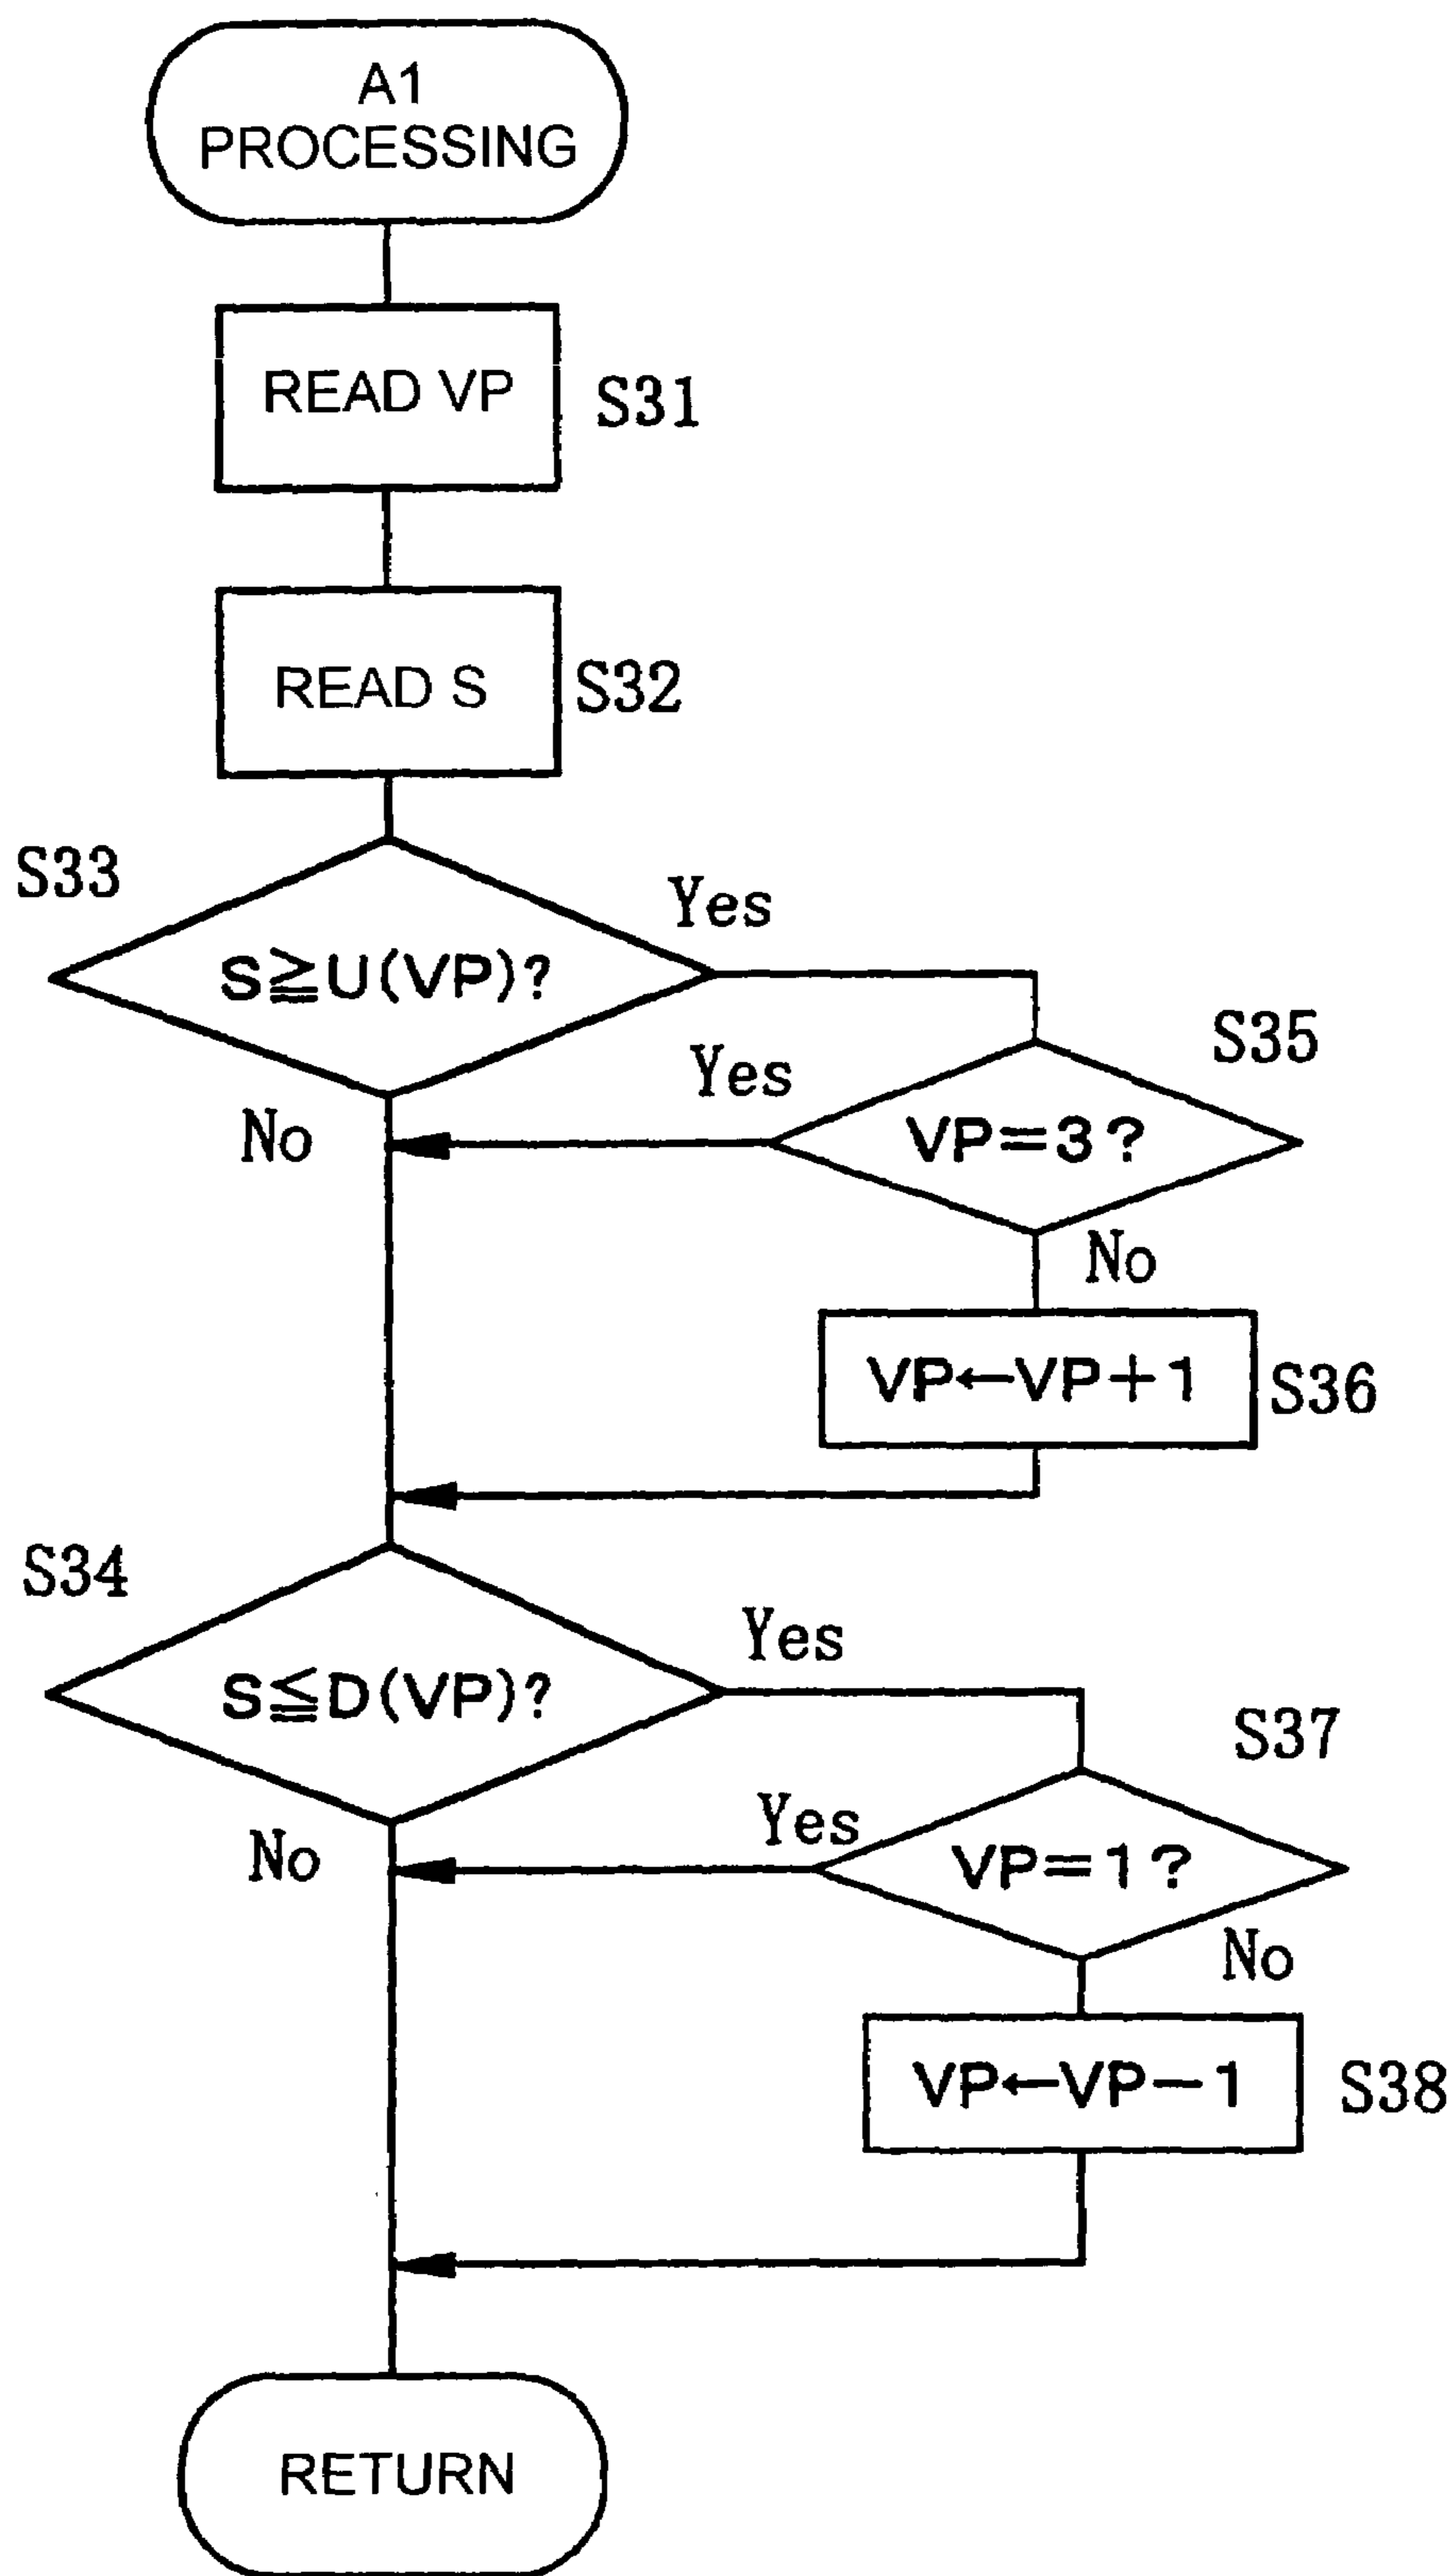 A1
PROCESSING
READ VP
S31
READ S
S32
S33
S≧U(VP)?
Yes
No
S35
VP=3?
Yes
No
VP←VP+1
S36
S34
S≦D(VP)?
Yes
No
S37
VP=1?
Yes
No
VP←VP−1
S38
RETURN